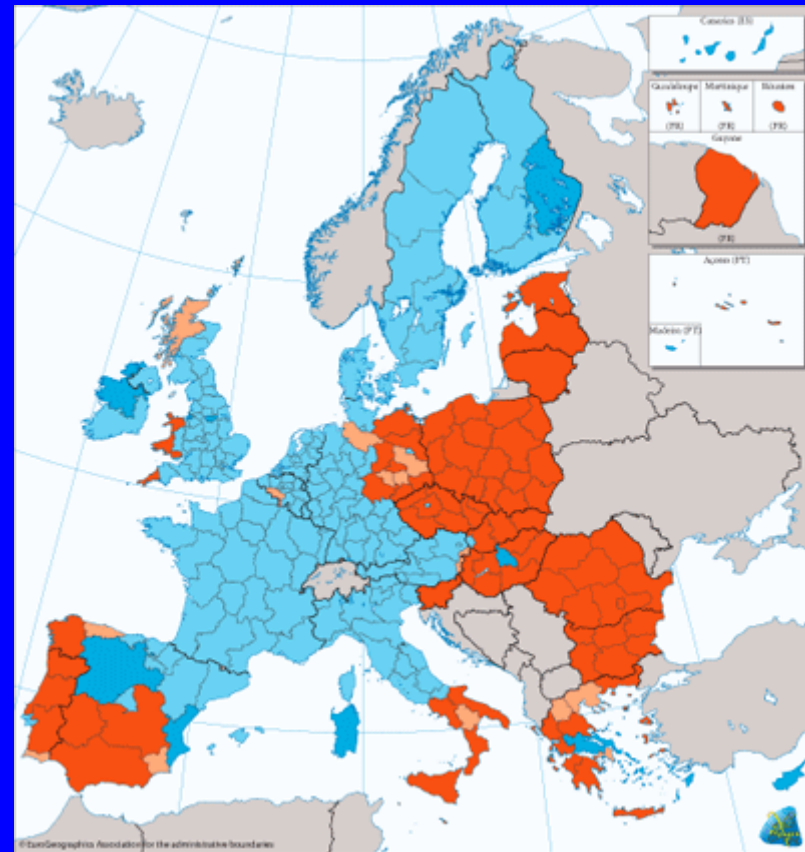 Canarias (ES)
Guadeloupe Martinique Réunion
(FR) (FR) (FR)
Guyane
(FR)
Açores (PT)
Madeira (PT)
© EuroGeographics Association for the administrative boundaries